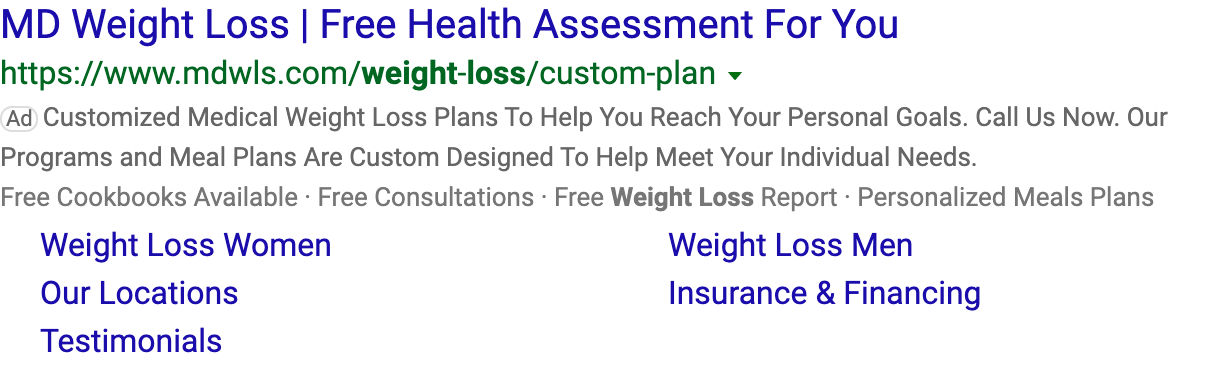 MD Weight Loss | Free Health Assessment For You
https://www.mdwls.com/weight-loss/custom-plan
Ad Customized Medical Weight Loss Plans To Help You Reach Your Personal Goals. Call Us Now. Our
Programs and Meal Plans Are Custom Designed To Help Meet Your Individual Needs.
Free Cookbooks Available · Free Consultations · Free Weight Loss Report · Personalized Meals Plans
Weight Loss Women Weight Loss Men
Our Locations Insurance & Financing
Testimonials